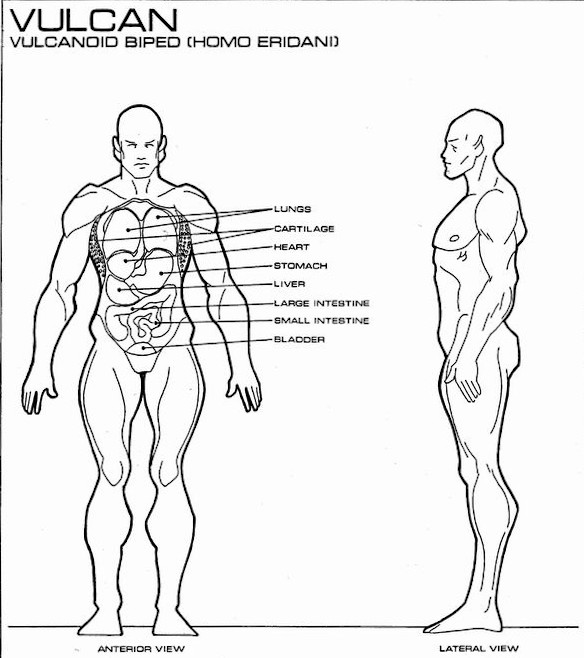 VULCAN
VULCANOID BIPED (HOMO ERIDANI)
LUNGS
CARTILAGE
HEART
STOMACH
LIVER
LARGE INTESTINE
SMALL INTESTINE
BLADDER
ANTERIOR VIEW
LATERAL VIEW